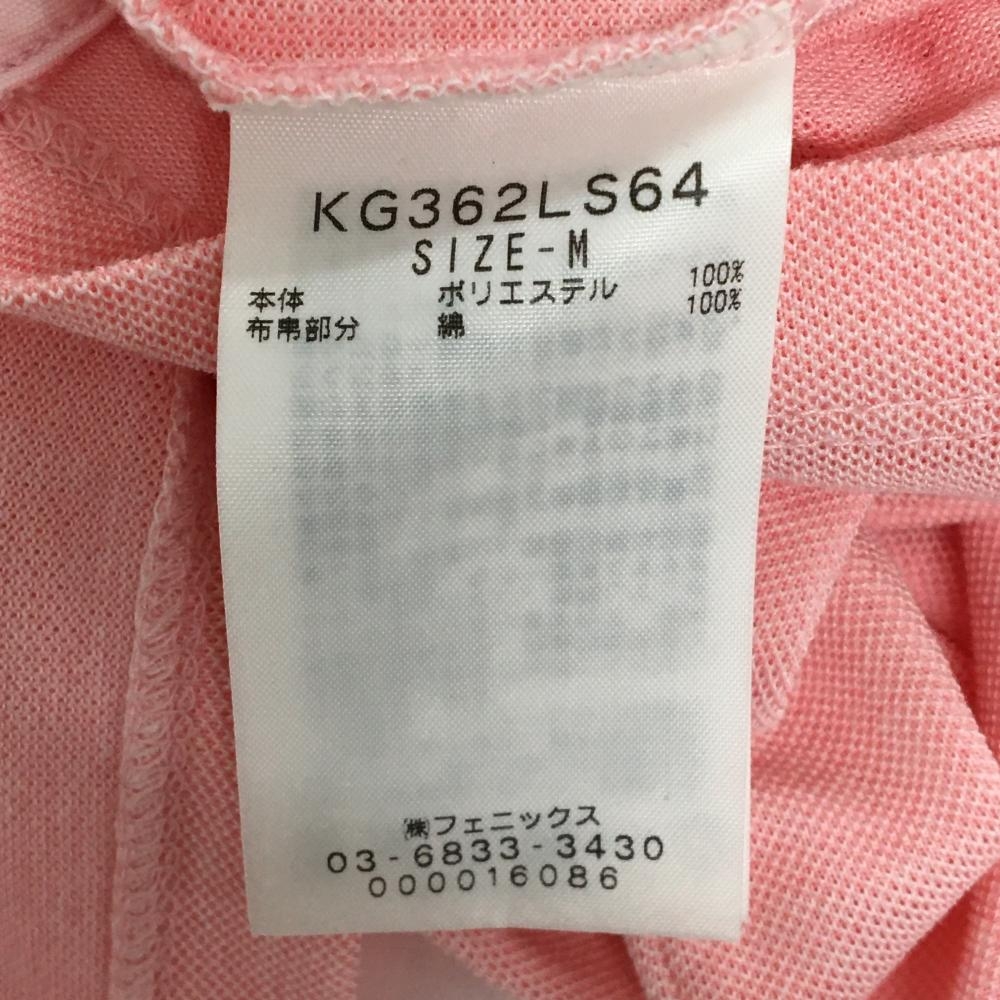 KG362LS64
SIZE-M
本体 ポリエステル 100%
布帛部分 綿 100%
㈱フェニックス
03-6833-3430
000016086